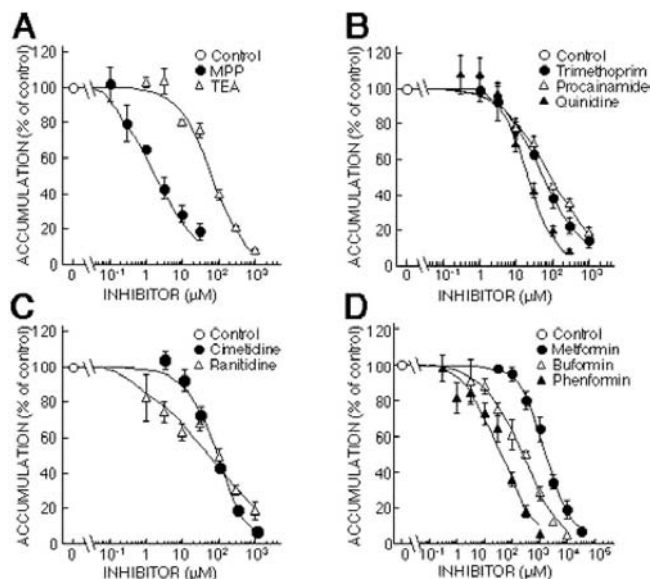 A
ACCUMULATION (% of control)
120
100
80
60
40
20
0
Control
MPP
TEA
0
10-1
1
10
10²
10³
INHIBITOR (µM)
B
ACCUMULATION (% of control)
120
100
80
60
40
20
0
Control
Trimethoprim
Procainamide
Quinidine
0
10-1
1
10
10²
10³
INHIBITOR (µM)
C
ACCUMULATION (% of control)
120
100
80
60
40
20
0
Control
Cimetidine
Ranitidine
0
10-1
1
10
10²
10³
INHIBITOR (µM)
D
ACCUMULATION (% of control)
120
100
80
60
40
20
0
Control
Metformin
Buformin
Phenformin
0
10-1
1
10
10²
10³
10⁴
10⁵
INHIBITOR (µM)